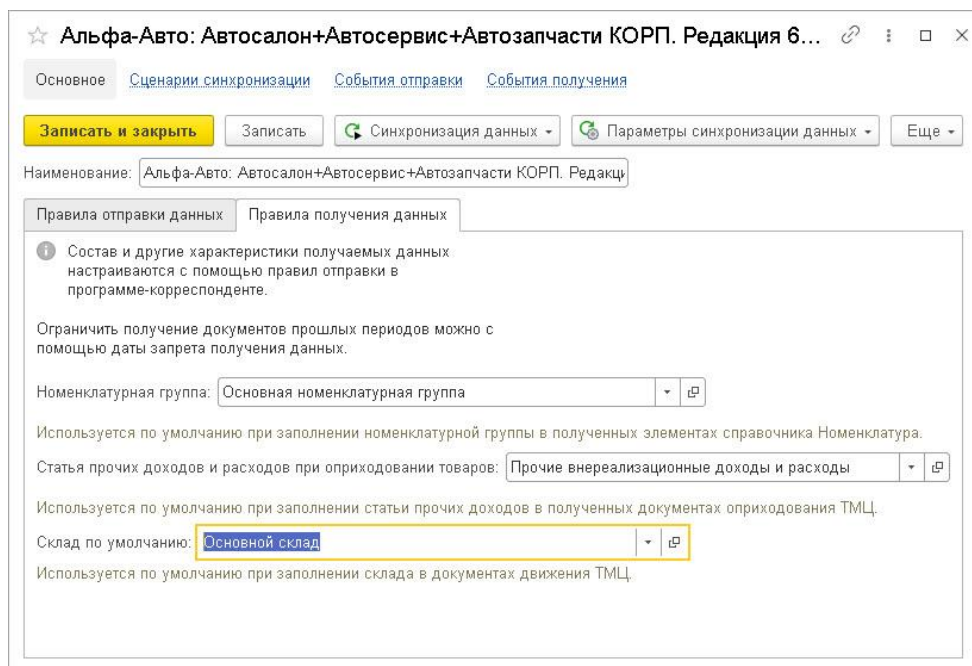 Альфа-Авто: Автосалон+Автосервис+Автозапчасти КОРП. Редакция 6...
Основное Сценарии синхронизации События отправки События получения
Записать и закрыть Записать Синхронизация данных Параметры синхронизации данных Еще
Наименование: Альфа-Авто: Автосалон+Автосервис+Автозапчасти КОРП. Редакци
Правила отправки данных Правила получения данных
Состав и другие характеристики получаемых данных
настраиваются с помощью правил отправки в
программе-корреспонденте.
Ограничить получение документов прошлых периодов можно с
помощью даты запрета получения данных.
Номенклатурная группа: Основная номенклатурная группа
Используется по умолчанию при заполнении номенклатурной группы в полученных элементах справочника Номенклатура.
Статья прочих доходов и расходов при оприходовании товаров: Прочие внереализационные доходы и расходы
Используется по умолчанию при заполнении статьи прочих доходов в полученных документах оприходования ТМЦ.
Склад по умолчанию: Основной склад
Используется по умолчанию при заполнении склада в документах движения ТМЦ.